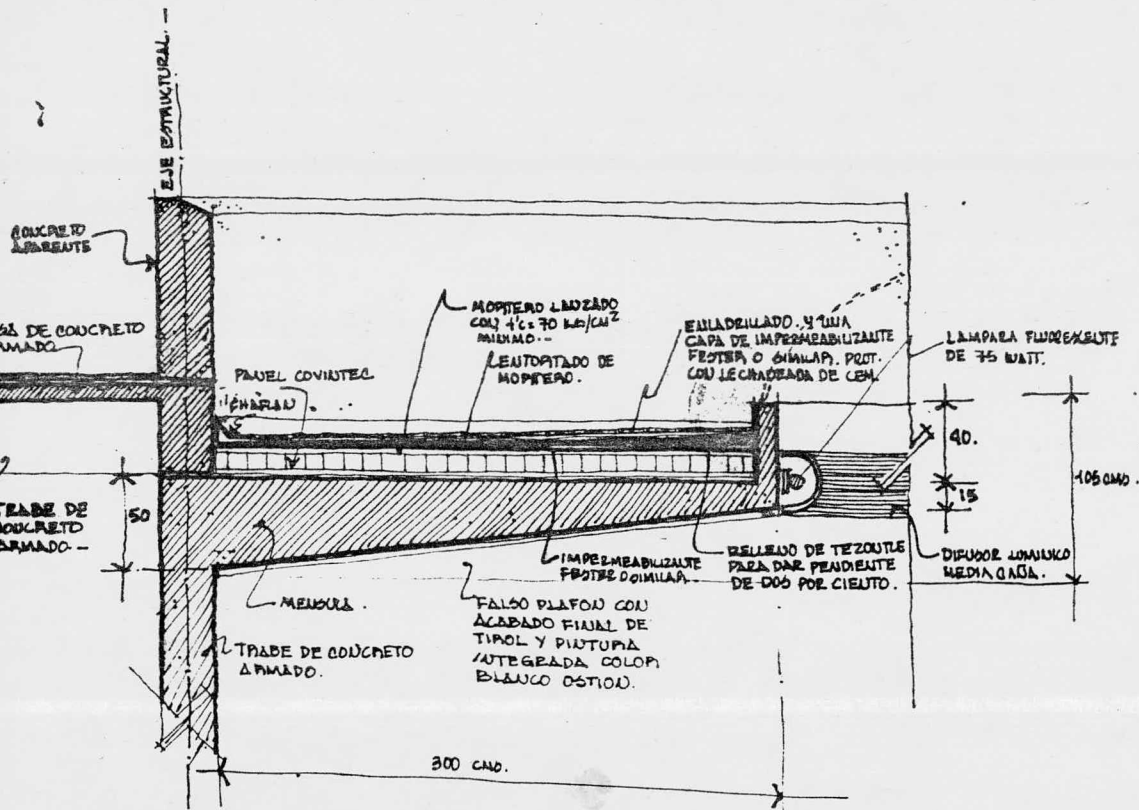 EJE ESTRUCTURAL.-
CONCRETO
APARENTE
DE CONCRETO
ARMADO.
PANEL COVINTEC
CHAFLAN.
MORTERO LANZADO
CON f'c=70 KG/CM²
MINIMO.-
ENTORTADO DE
MORTERO.
ENLADRILLADO. Y UNA
CAPA DE IMPERMEABILIZANTE
FESTER O SIMILAR. PROT.
CON LECHADEADA DE CEM.
LAMPARA FLUORESCENTE
DE 75 WATT.
40.
15
105 CMS.
TRABE DE
CONCRETO
ARMADO.-
50
MENSULA.
TRABE DE CONCRETO
ARMADO.
IMPERMEABILIZANTE
FESTER O SIMILAR.
FALSO PLAFON CON
ACABADO FINAL DE
TIROL Y PINTURA
INTEGRADA COLOR
BLANCO OSTION.
RELLENO DE TEZONTLE
PARA DAR PENDIENTE
DE DOS POR CIENTO.
DIFUSOR LUMINICO
MEDIA CAÑA.
300 CMS.